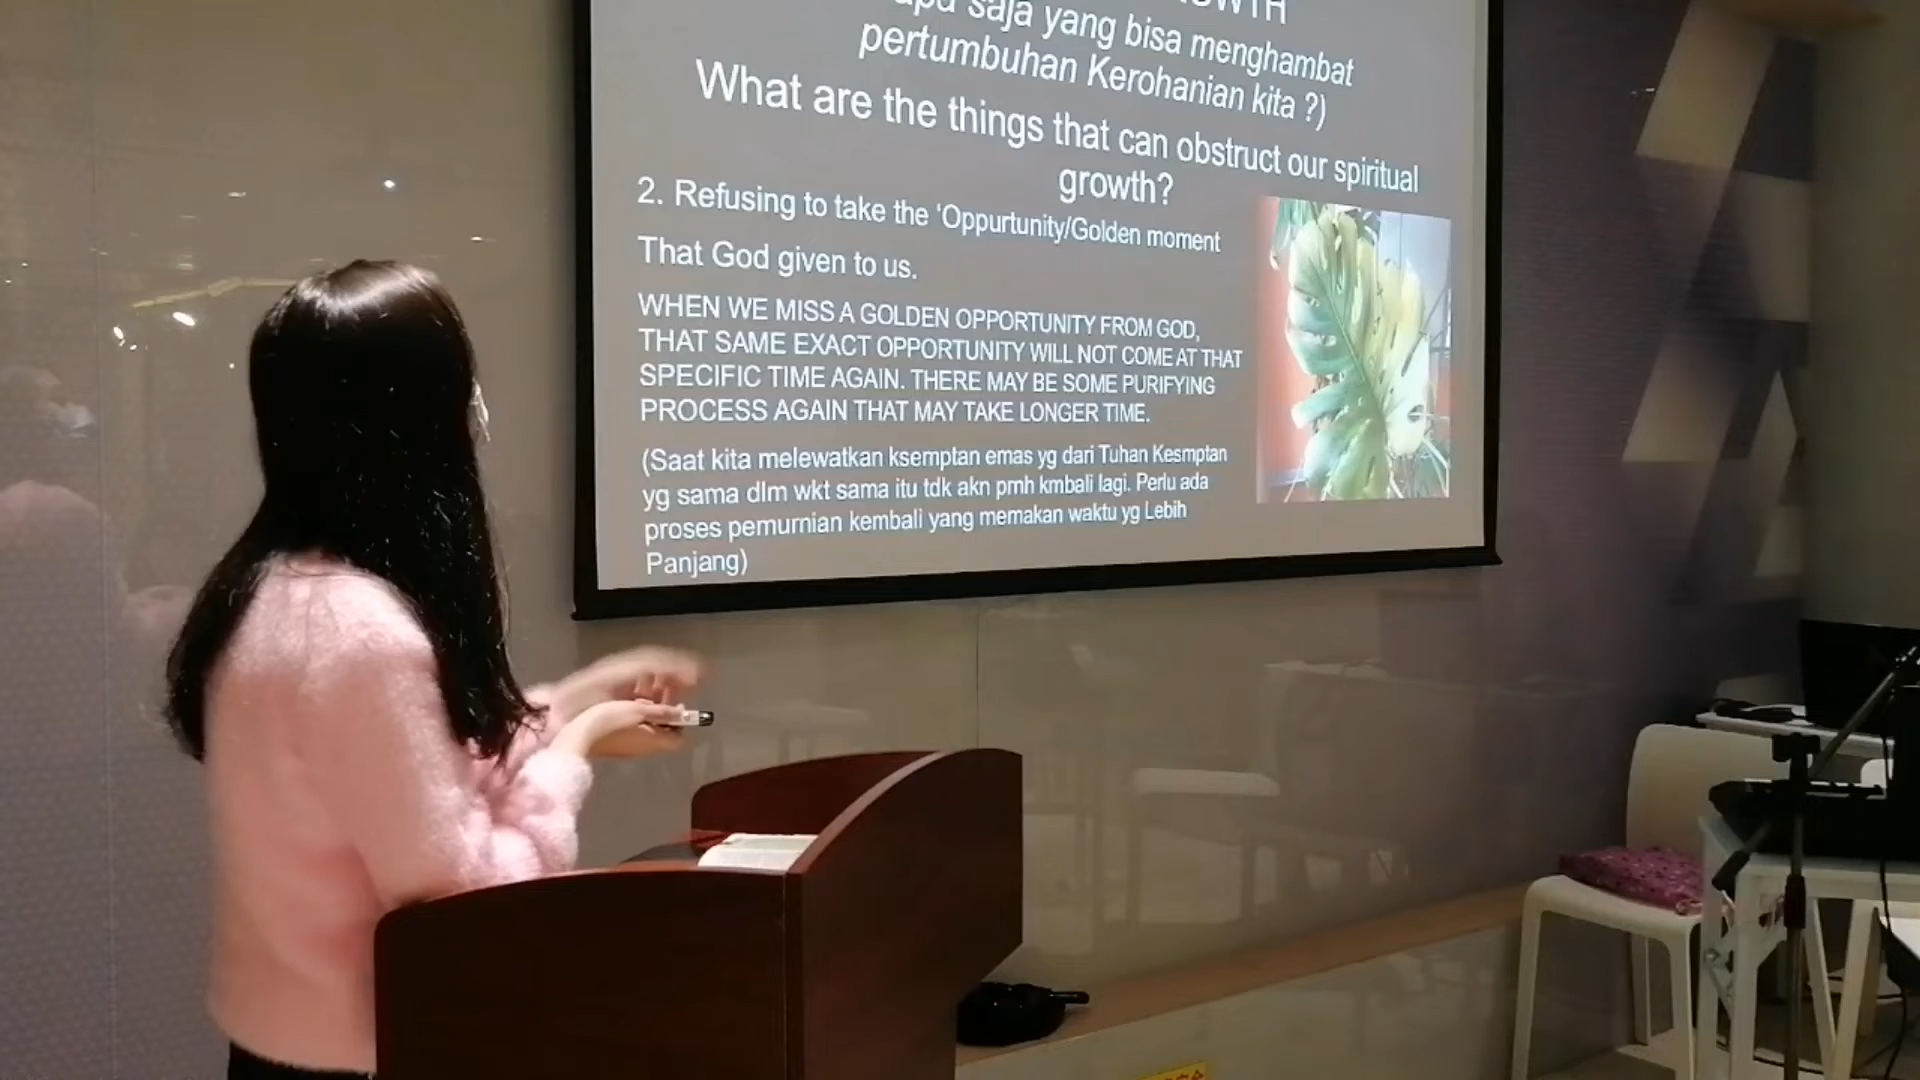 saja yang bisa menghambat
pertumbuhan Kerohanian kita ?)
What are the things that can obstruct our spiritual
growth?
2. Refusing to take the ‘Oppurtunity/Golden moment
That God given to us.
WHEN WE MISS A GOLDEN OPPORTUNITY FROM GOD,
THAT SAME EXACT OPPORTUNITY WILL NOT COME AT THAT
SPECIFIC TIME AGAIN. THERE MAY BE SOME PURIFYING
PROCESS AGAIN THAT MAY TAKE LONGER TIME.
(Saat kita melewatkan ksemptan emas yg dari Tuhan Kesmptan
yg sama dlm wkt sama itu tdk akn prnh kmbali lagi. Perlu ada
proses pemurnian kembali yang memakan waktu yg Lebih
Panjang)